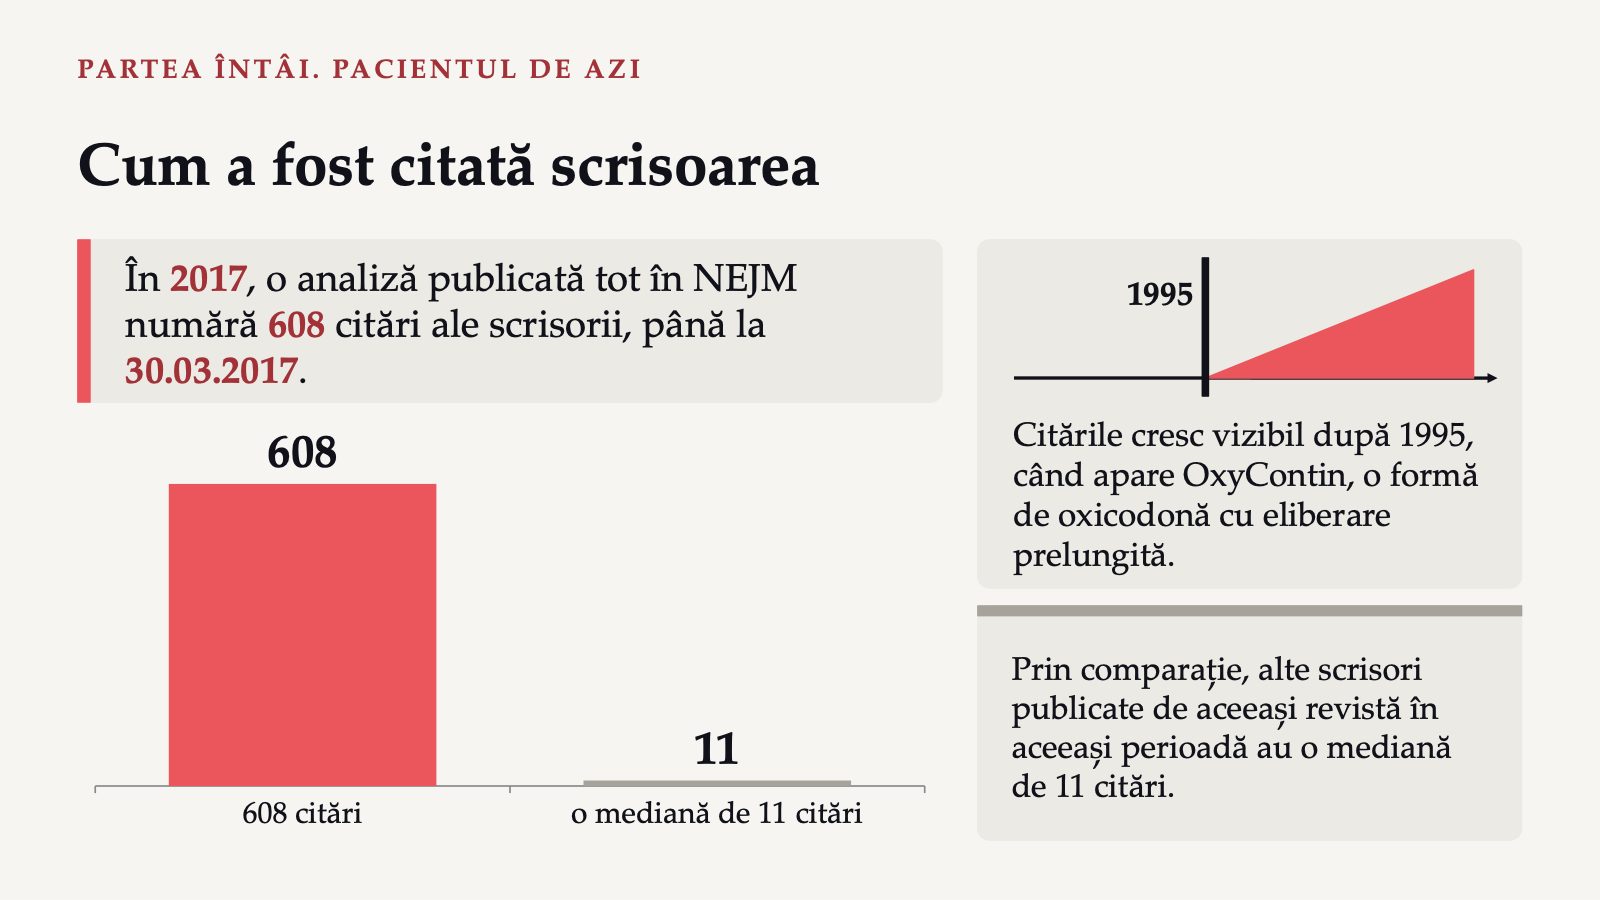 PARTEA ÎNTÂI. PACIENTUL DE AZI
Cum a fost citată scrisoarea
În 2017, o analiză publicată tot în NEJM
numără 608 citări ale scrisorii, până la
30.03.2017.
608
11
608 citări
o mediană de 11 citări
1995
Citările cresc vizibil după 1995,
când apare OxyContin, o formă
de oxicodonă cu eliberare
prelungită.
Prin comparație, alte scrisori
publicate de aceeași revistă în
aceeași perioadă au o mediană
de 11 citări.